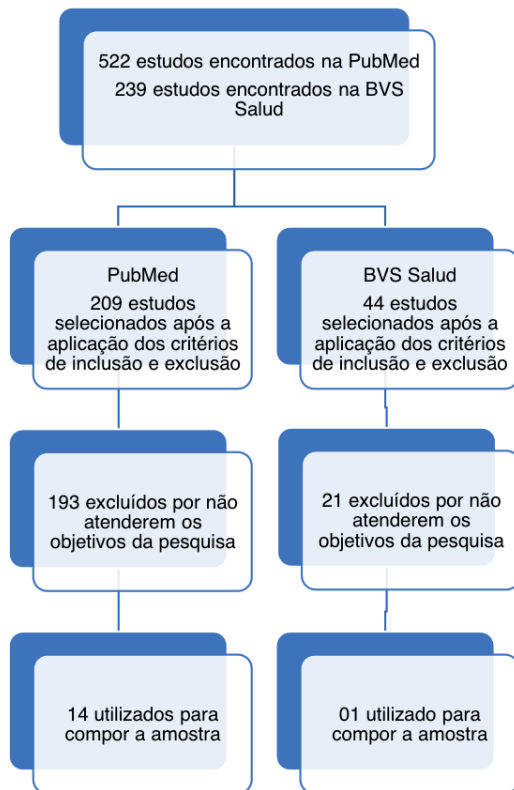 522 estudos encontrados na PubMed
239 estudos encontrados na BVS
Salud
PubMed
209 estudos
selecionados após a
aplicação dos critérios
de inclusão e exclusão
BVS Salud
44 estudos
selecionados após a
aplicação dos critérios
de inclusão e exclusão
193 excluídos por não
atenderem os
objetivos da pesquisa
21 excluídos por não
atenderem os
objetivos da pesquisa
14 utilizados para
compor a amostra
01 utilizado para
compor a amostra